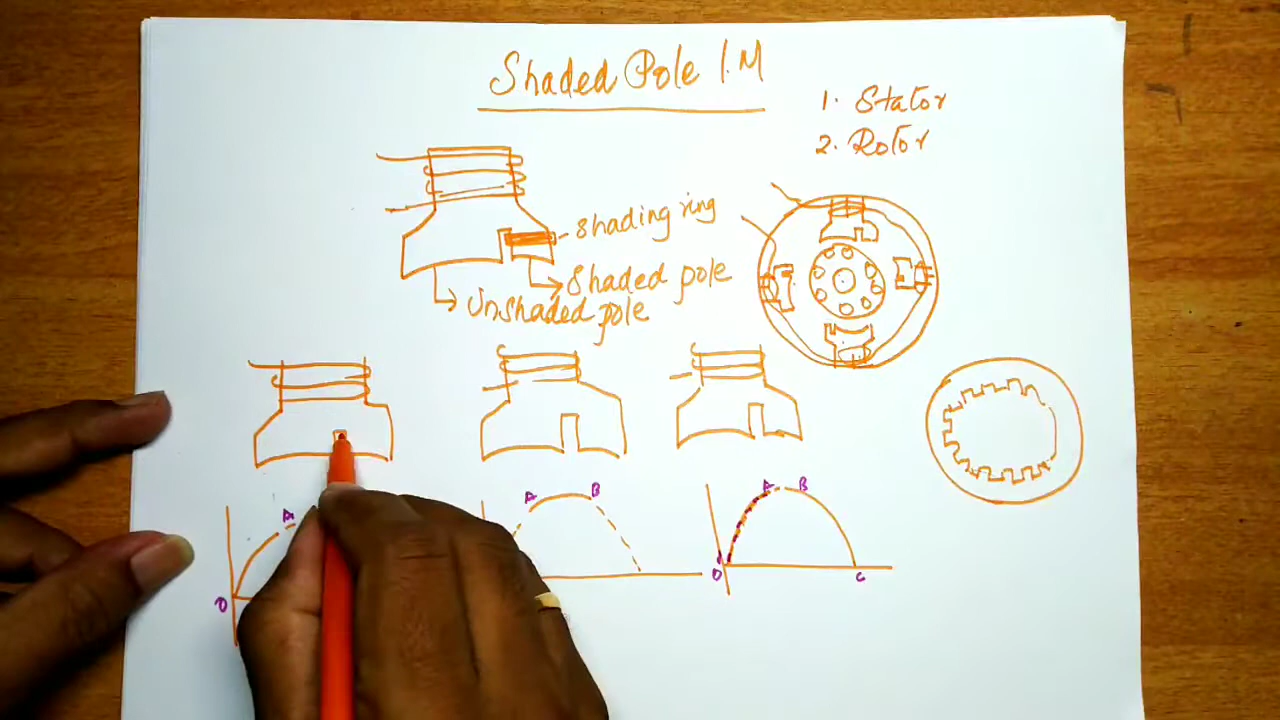 Shaded Pole I.M
1. Stator
2. Rotor
Shading ring
Shaded pole
Unshaded pole
A
A B
A B
O
O C